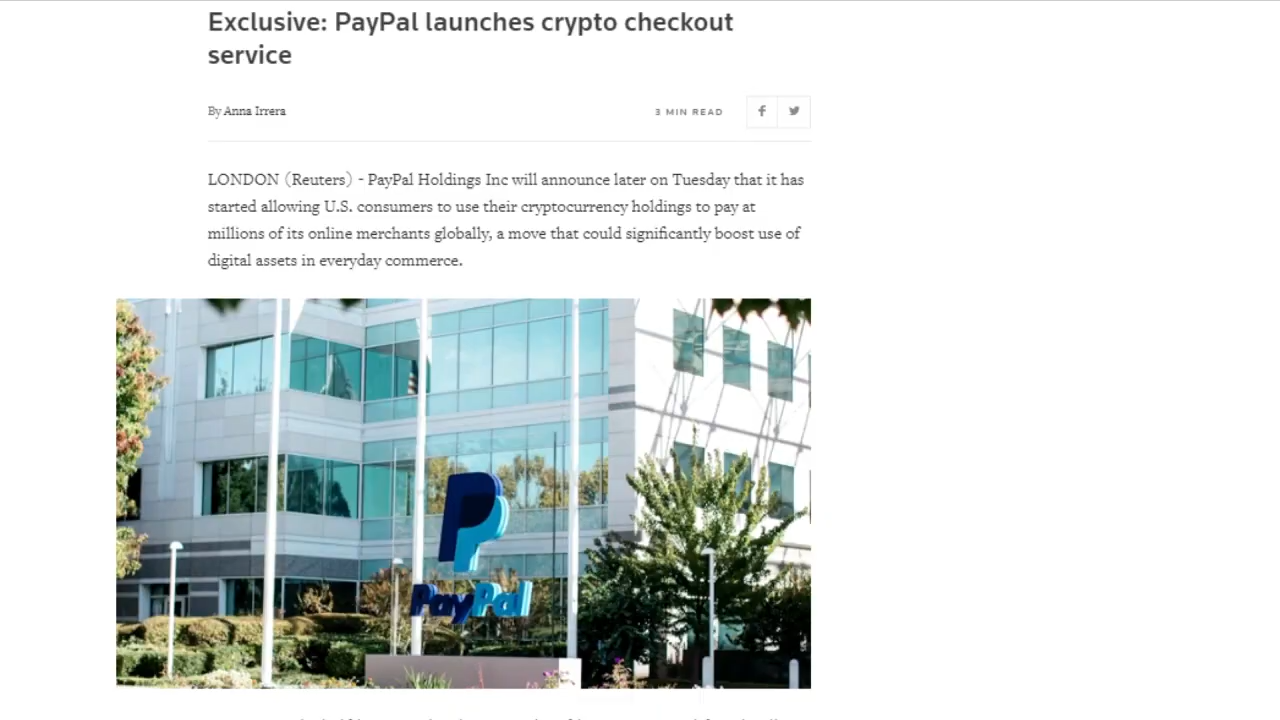 Exclusive: PayPal launches crypto checkout
service
By Anna Irrera
3 MIN READ
LONDON (Reuters) - PayPal Holdings Inc will announce later on Tuesday that it has
started allowing U.S. consumers to use their cryptocurrency holdings to pay at
millions of its online merchants globally, a move that could significantly boost use of
digital assets in everyday commerce.
PayPal